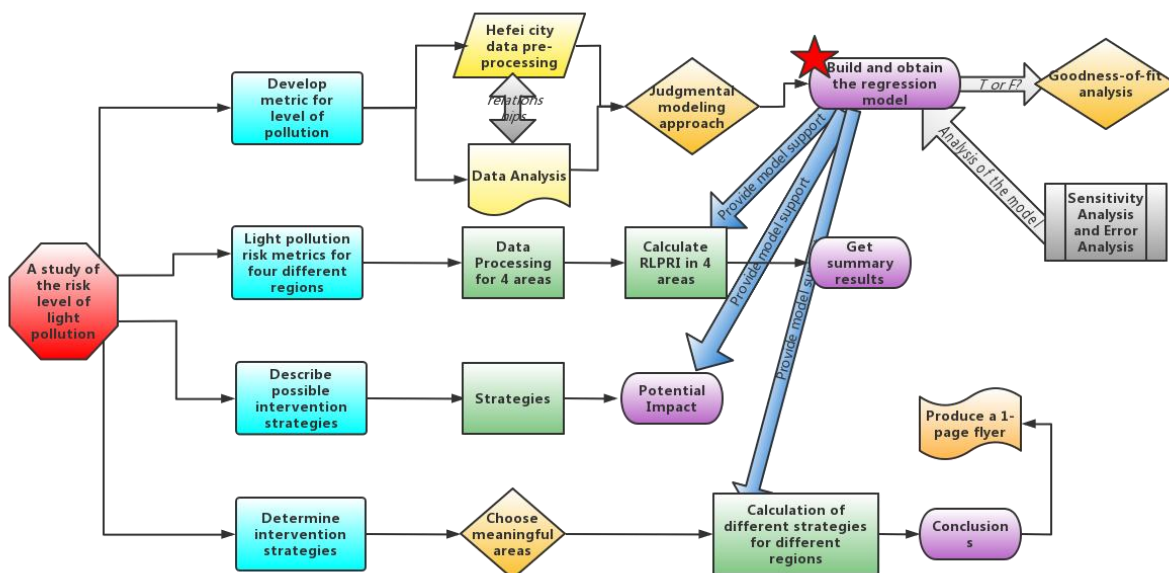 Hefei city
data pre-
processing
Develop
metric for
level of
pollution
relations
hips
Data Analysis
Judgmental
modeling
approach
Build and obtain
the regression
model
T or F?
Goodness-of-fit
analysis
Analysis of the model
Sensitivity
Analysis
and Error
Analysis
Provide model support
Provide model support
Provide model sup
A study of
the risk
level of
light
pollution
Light pollution
risk metrics for
four different
regions
Data
Processing
for 4 areas
Calculate
RLPRI in 4
areas
Get
summary
results
Describe
possible
intervention
strategies
Strategies
Potential
Impact
Produce a 1-
page flyer
Determine
intervention
strategies
Choose
meaningful
areas
Calculation of
different strategies
for different
regions
Conclusion
s